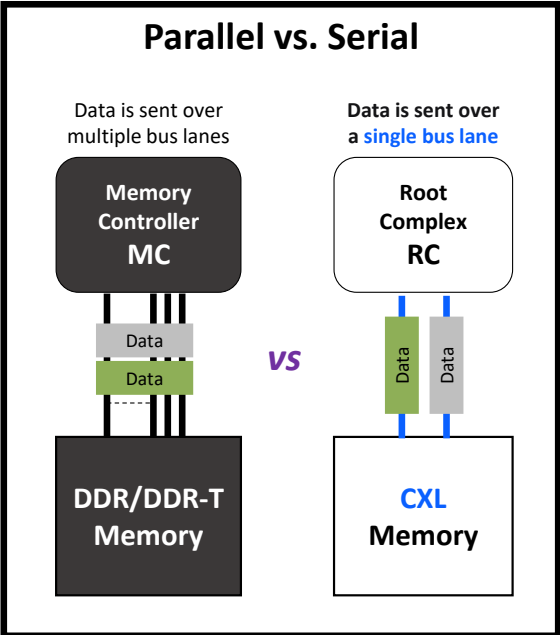 Parallel vs. Serial
Data is sent over
multiple bus lanes
Memory
Controller
MC
Data
Data
DDR/DDR-T
Memory
vs
Data is sent over
a single bus lane
Root
Complex
RC
Data
Data
CXL
Memory